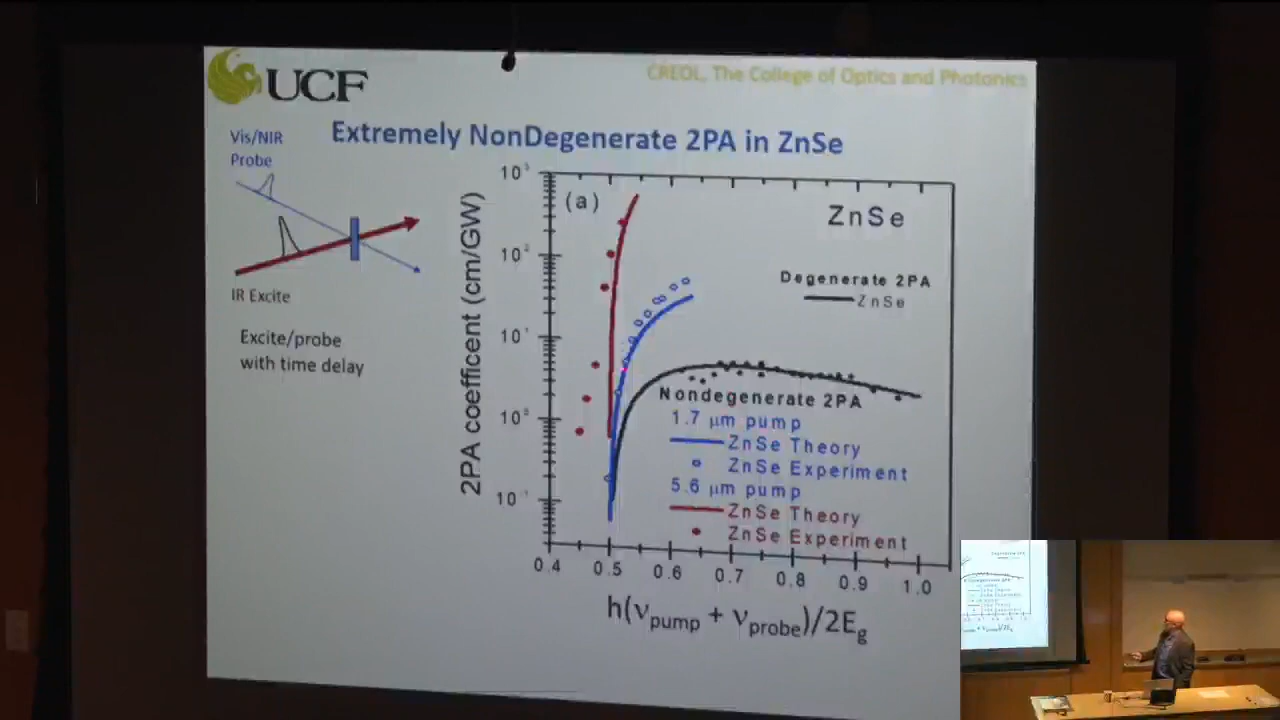 UCF
CREOL, The College of Optics and Photonics
Extremely NonDegenerate 2PA in ZnSe
Vis/NIR
Probe
IR Excite
Excite/probe
with time delay
2PA coefficent (cm/GW)
10³
10²
10¹
10⁰
10⁻¹
(a)
ZnSe
Degenerate 2PA
ZnSe
Nondegenerate 2PA
1.7 μm pump
ZnSe Theory
ZnSe Experiment
5.6 μm pump
ZnSe Theory
ZnSe Experiment
0.4 0.5 0.6 0.7 0.8 0.9 1.0
h(νpump + νprobe)/2Eg